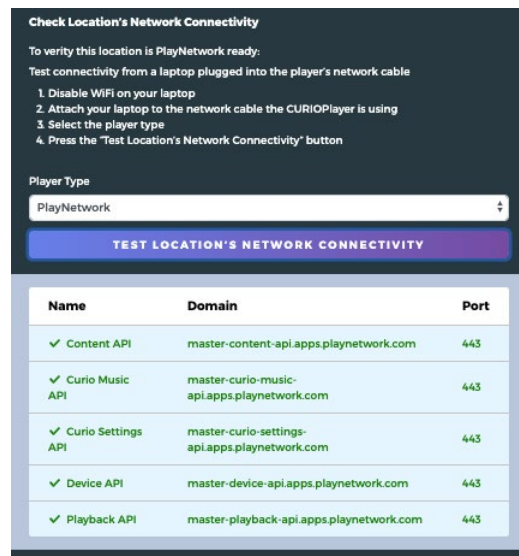 Check Location's Network Connectivity
To verity this location is PlayNetwork ready:
Test connectivity from a laptop plugged into the player's network cable
1. Disable WiFi on your laptop
2. Attach your laptop to the network cable the CURIOPlayer is using
3. Select the player type
4. Press the "Test Location's Network Connectivity" button
Player Type
PlayNetwork
TEST LOCATION'S NETWORK CONNECTIVITY
Name Domain Port
✓ Content API master-content-api.apps.playnetwork.com 443
✓ Curio Music API master-curio-music-api.apps.playnetwork.com 443
✓ Curio Settings API master-curio-settings-api.apps.playnetwork.com 443
✓ Device API master-device-api.apps.playnetwork.com 443
✓ Playback API master-playback-api.apps.playnetwork.com 443